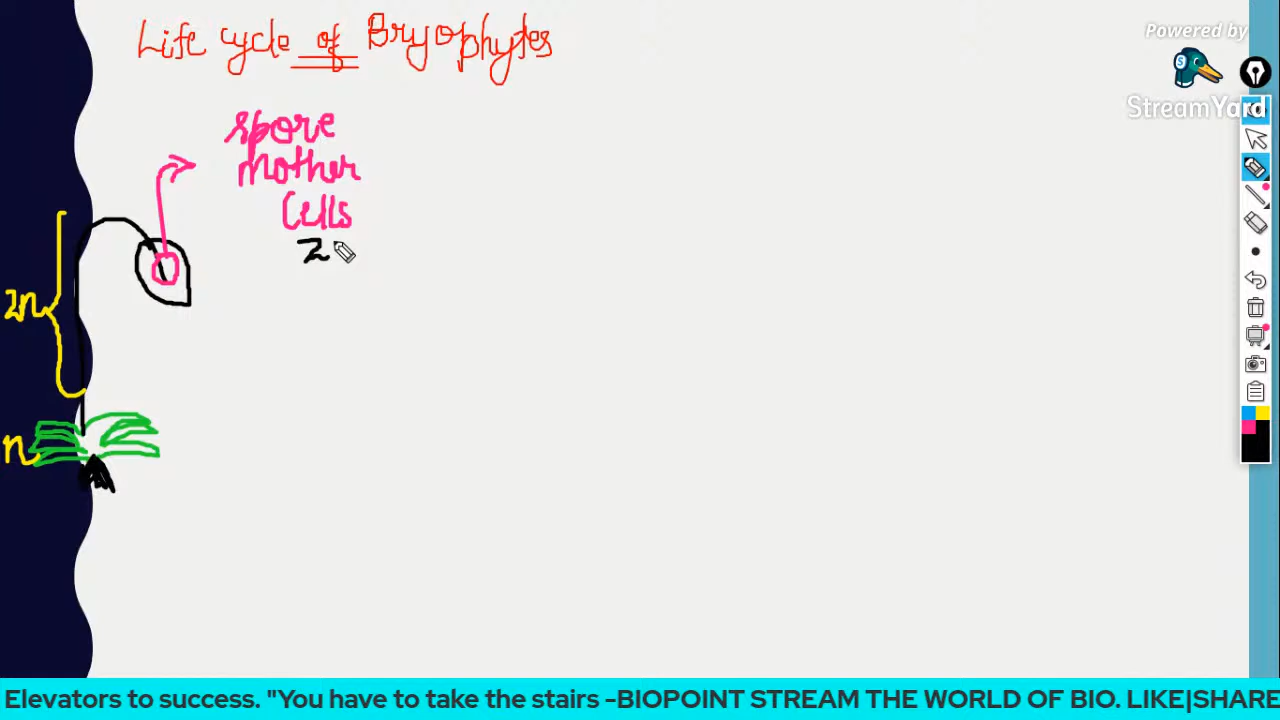 Life cycle of Bryophytes
Powered by
StreamYard
spore
mother
cells
2
2n
n
Elevators to success. "You have to take the stairs -BIOPOINT STREAM THE WORLD OF BIO. LIKE|SHARE